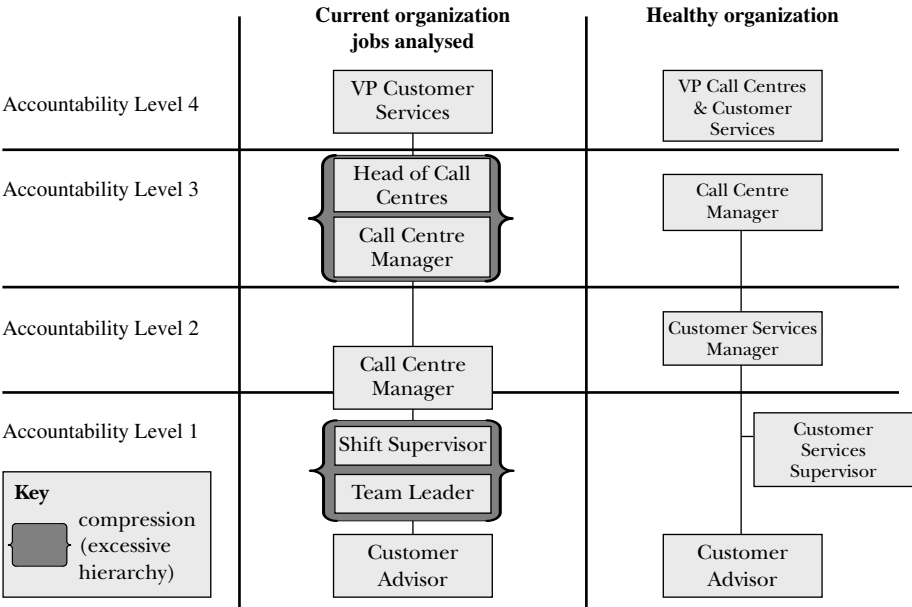 Current organization
jobs analysed
Healthy organization
Accountability Level 4
VP Customer
Services
VP Call Centres
& Customer
Services
Accountability Level 3
Head of Call
Centres
Call Centre
Manager
Call Centre
Manager
Accountability Level 2
Call Centre
Manager
Customer Services
Manager
Accountability Level 1
Shift Supervisor
Team Leader
Customer
Services
Supervisor
Customer
Advisor
Customer
Advisor
Key
compression
(excessive
hierarchy)